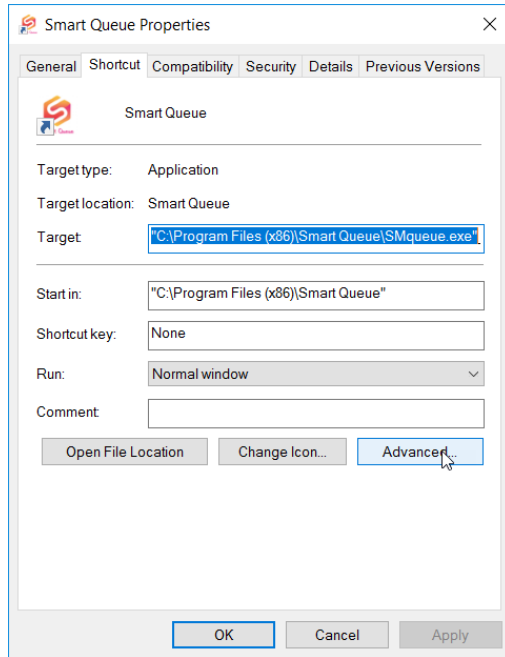 Smart Queue Properties
General Shortcut Compatibility Security Details Previous Versions
Smart Queue
Target type: Application
Target location: Smart Queue
Target: "C:\Program Files (x86)\Smart Queue\SMqueue.exe"
Start in: "C:\Program Files (x86)\Smart Queue"
Shortcut key: None
Run: Normal window
Comment:
Open File Location Change Icon... Advanced...
OK Cancel Apply